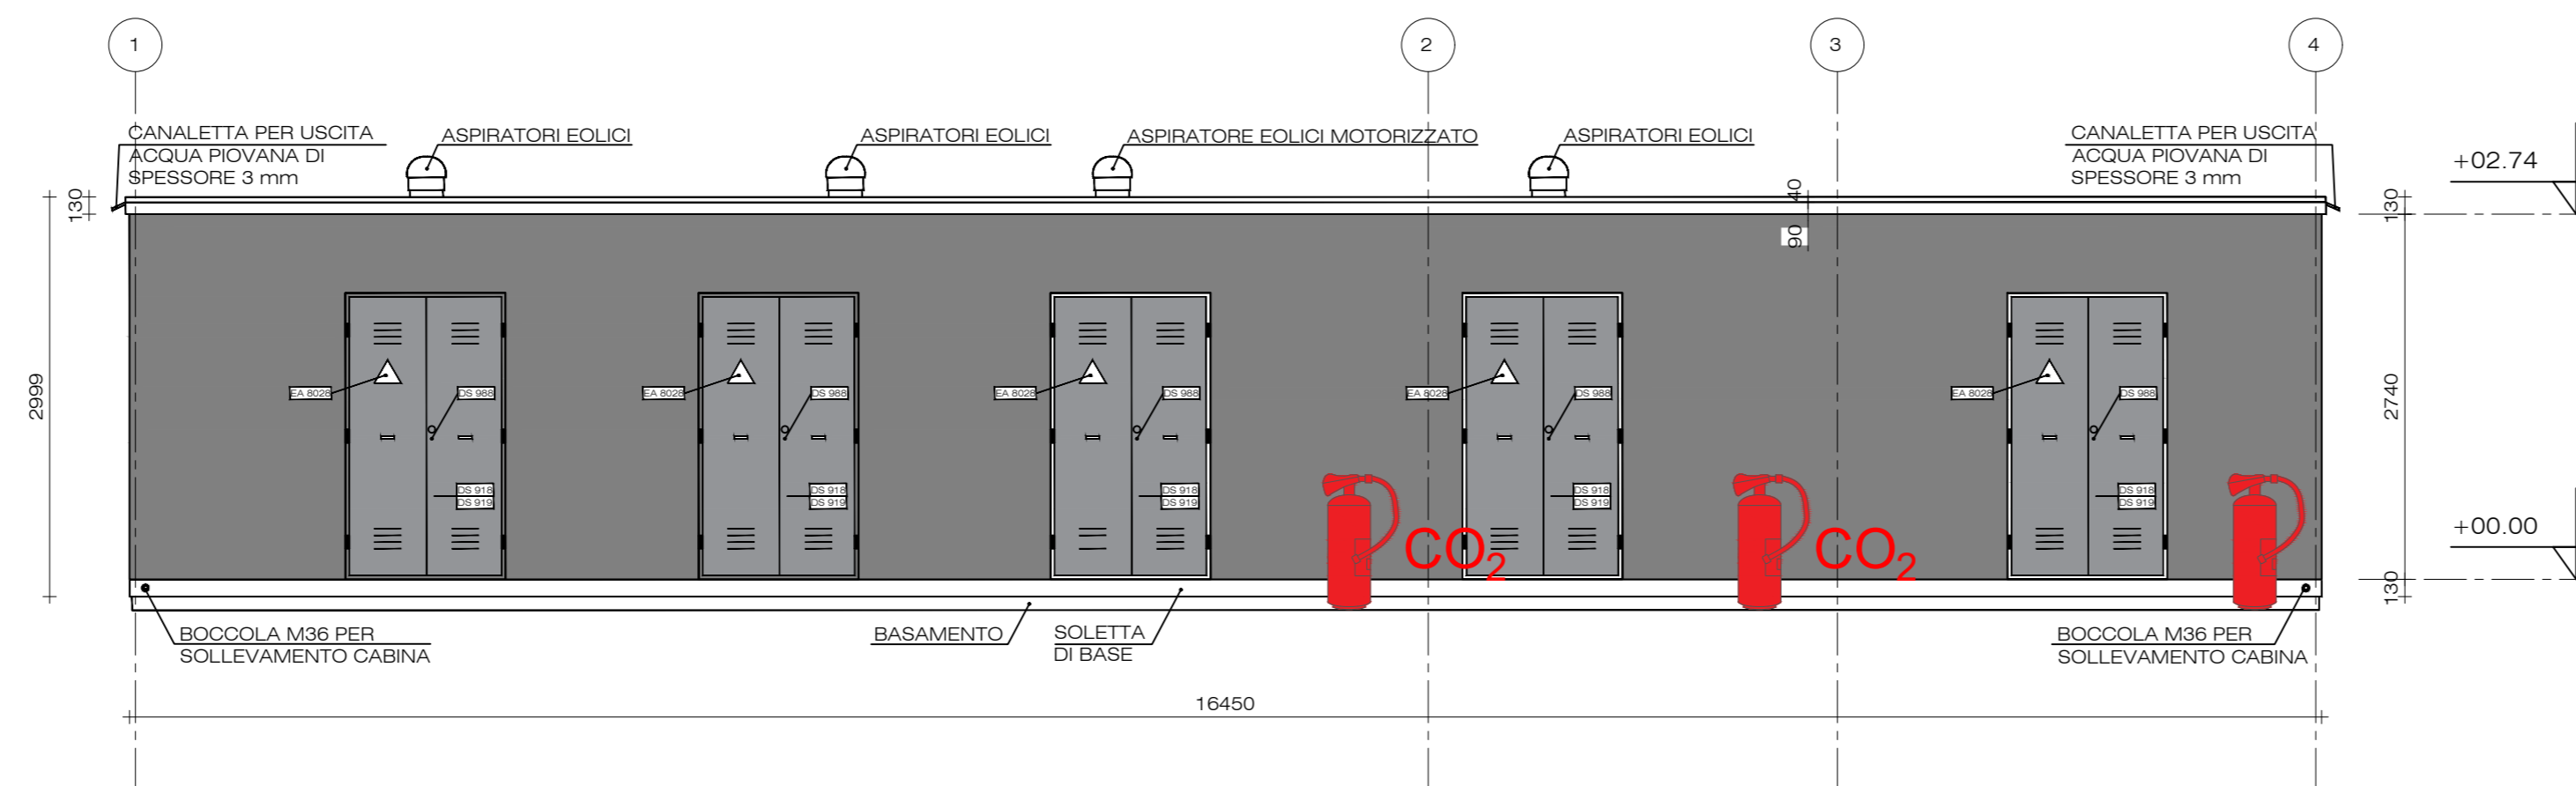 1
2
3
4
CANALETTA PER USCITA
ACQUA PIOVANA DI
SPESSORE 3 mm
ASPIRATORI EOLICI
ASPIRATORI EOLICI
ASPIRATORE EOLICI MOTORIZZATO
ASPIRATORI EOLICI
CANALETTA PER USCITA
ACQUA PIOVANA DI
SPESSORE 3 mm
+02.74
130
40
130
90
2999
2740
EA 8028
DS 988
EA 8028
DS 988
EA 8028
DS 988
EA 8028
DS 988
EA 8028
DS 988
DS 918
DS 919
DS 918
DS 919
DS 918
DS 919
DS 918
DS 919
DS 918
DS 919
CO2
CO2
+00.00
130
BOCCOLA M36 PER
SOLLEVAMENTO CABINA
BASAMENTO
SOLETTA
DI BASE
BOCCOLA M36 PER
SOLLEVAMENTO CABINA
16450